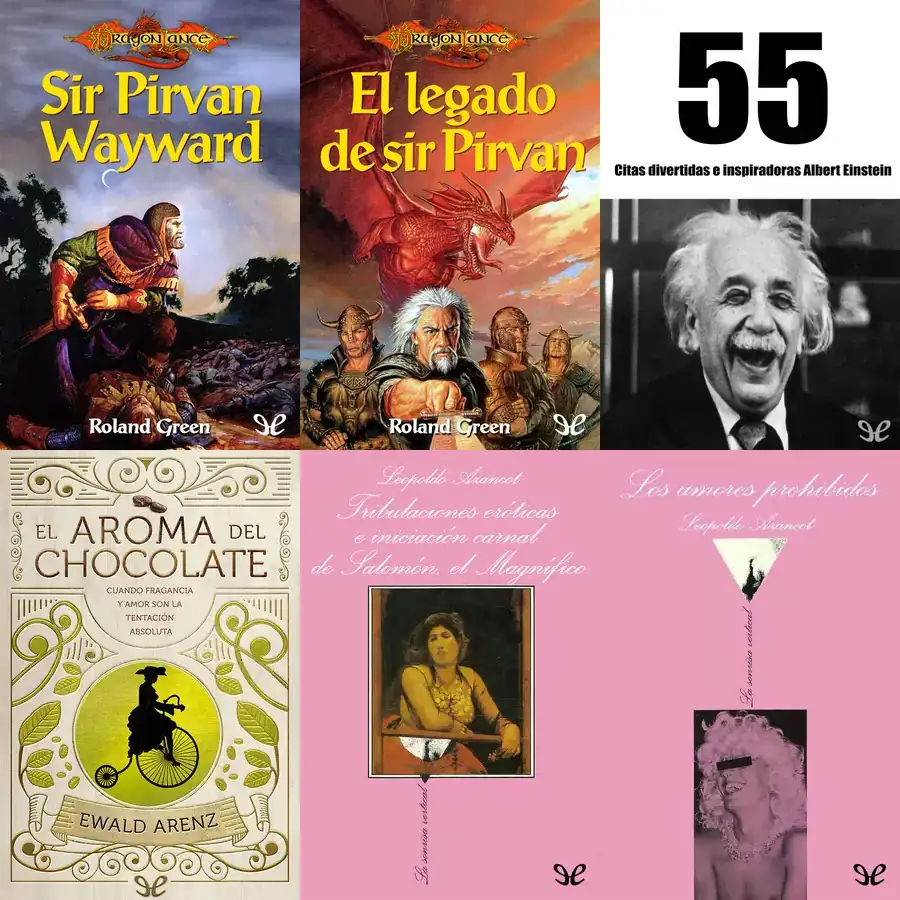 DRAGONLANCE
Sir Pirvan
Wayward
Roland Green
DRAGONLANCE
El legado
de sir Pirvan
Roland Green
55
Citas divertidas e inspiradoras Albert Einstein
EL AROMA DEL
CHOCOLATE
CUANDO FRAGANCIA
Y AMOR SON LA
TENTACIÓN
ABSOLUTA
EWALD ARENZ
Leopoldo Azancot
Tribulaciones eróticas
e iniciación carnal
de Salomón, el Magnífico
La sonrisa vertical
Los amores prohibidos
Leopoldo Azancot
La sonrisa vertical